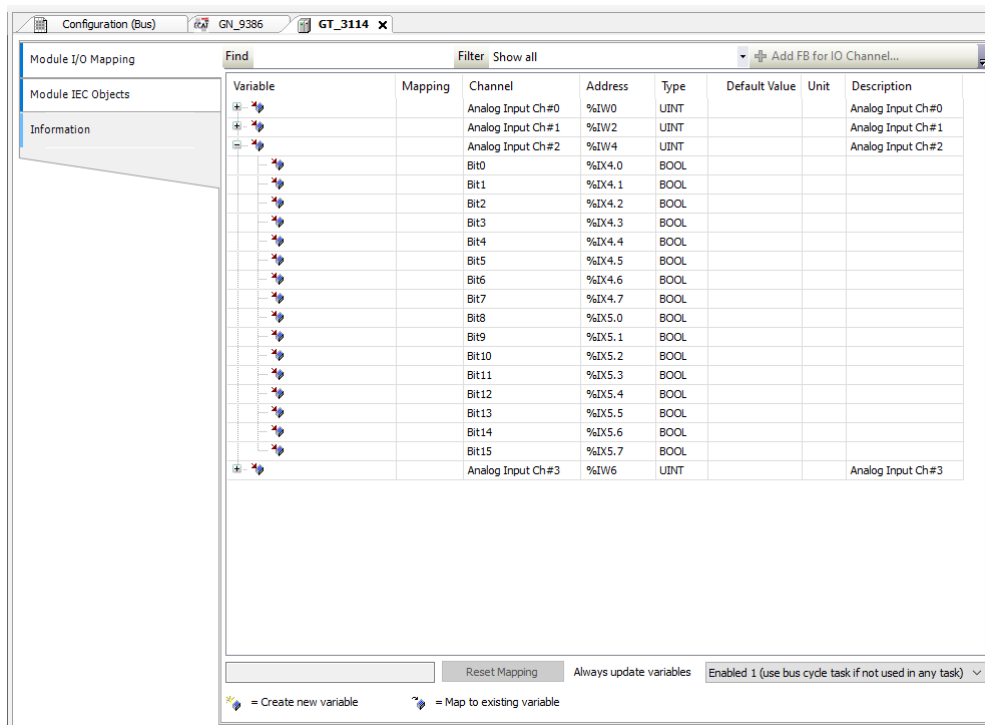 Configuration (Bus) GN_9386 GT_3114
Module I/O Mapping
Module IEC Objects
Information
Find Filter Show all Add FB for IO Channel...
Variable Mapping Channel Address Type Default Value Unit Description
Analog Input Ch#0 %IW0 UINT Analog Input Ch#0
Analog Input Ch#1 %IW2 UINT Analog Input Ch#1
Analog Input Ch#2 %IW4 UINT Analog Input Ch#2
Bit0 %IX4.0 BOOL
Bit1 %IX4.1 BOOL
Bit2 %IX4.2 BOOL
Bit3 %IX4.3 BOOL
Bit4 %IX4.4 BOOL
Bit5 %IX4.5 BOOL
Bit6 %IX4.6 BOOL
Bit7 %IX4.7 BOOL
Bit8 %IX5.0 BOOL
Bit9 %IX5.1 BOOL
Bit10 %IX5.2 BOOL
Bit11 %IX5.3 BOOL
Bit12 %IX5.4 BOOL
Bit13 %IX5.5 BOOL
Bit14 %IX5.6 BOOL
Bit15 %IX5.7 BOOL
Analog Input Ch#3 %IW6 UINT Analog Input Ch#3
Reset Mapping Always update variables Enabled 1 (use bus cycle task if not used in any task)
= Create new variable = Map to existing variable